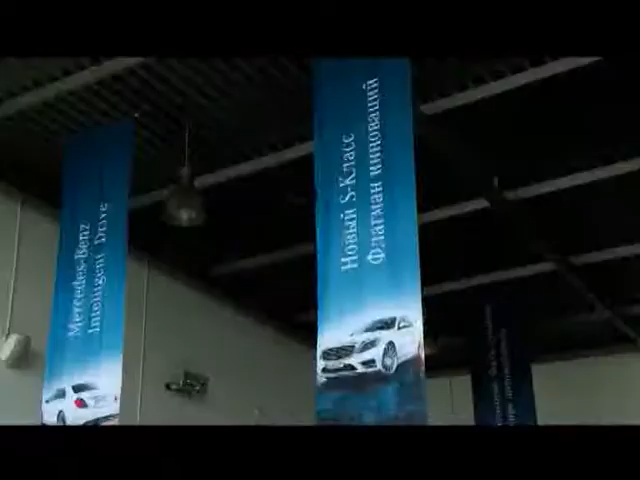 Mercedes-Benz
Intelligent Drive
Новый S-Класс
Флагман инноваций